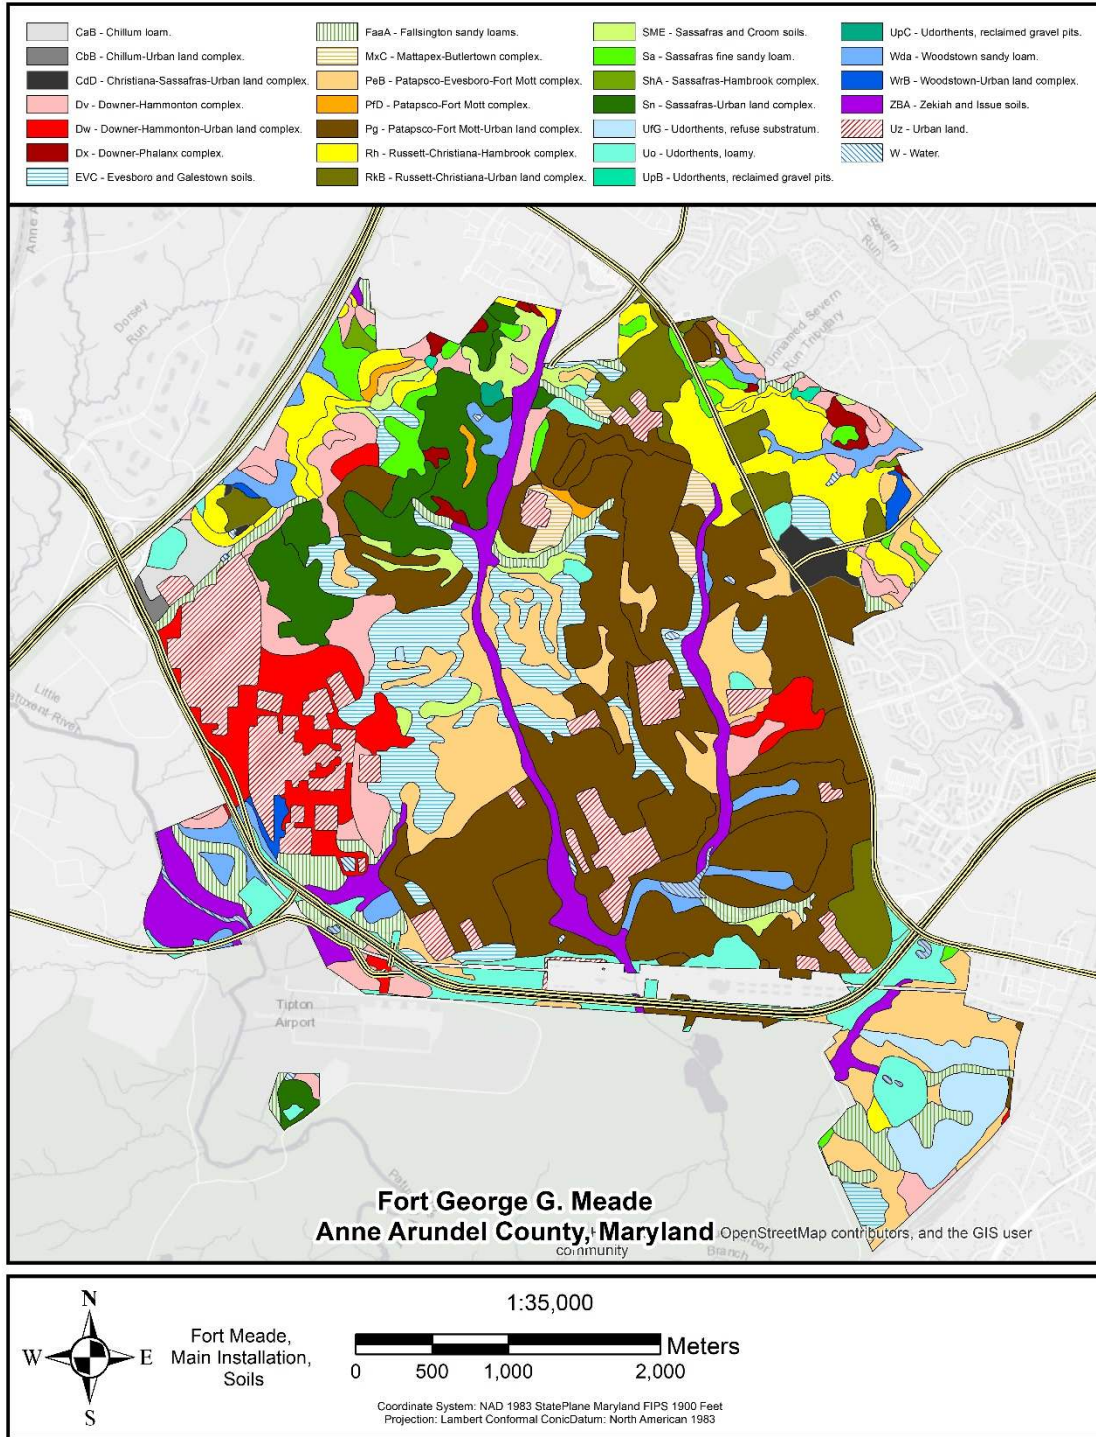 CaB - Chillum loam.
CbB - Chillum-Urban land complex.
CdD - Christiana-Sassafras-Urban land complex.
Dv - Downer-Hammonton complex.
Dw - Downer-Hammonton-Urban land complex.
Dx - Downer-Phalanx complex.
EVC - Evesboro and Galestown soils.
FaaA - Fallsington sandy loams.
MxC - Mattapex-Butlertown complex.
PeB - Patapsco-Evesboro-Fort Mott complex.
PfD - Patapsco-Fort Mott complex.
Pg - Patapsco-Fort Mott-Urban land complex.
Rh - Russett-Christiana-Hambrook complex.
RkB - Russett-Christiana-Urban land complex.
SME - Sassafras and Croom soils.
Sa - Sassafras fine sandy loam.
ShA - Sassafras-Hambrook complex.
Sn - Sassafras-Urban land complex.
UfG - Udorthents, refuse substratum.
Uo - Udorthents, loamy.
UpB - Udorthents, reclaimed gravel pits.
UpC - Udorthents, reclaimed gravel pits.
Wda - Woodstown sandy loam.
WrB - Woodstown-Urban land complex.
ZBA - Zekiah and Issue soils.
Uz - Urban land.
W - Water.
Anne A
Dorsey
Run
Severn
Run
Unnamed Severn
Run Tributary
Little
Patuxent River
Tipton
Airport
Fort George G. Meade
Anne Arundel County, Maryland
OpenStreetMap contributors, and the GIS user
community
Branch
N
W
E
S
Fort Meade,
Main Installation,
Soils
1:35,000
Meters
0 500 1,000 2,000
Coordinate System: NAD 1983 StatePlane Maryland FIPS 1900 Feet
Projection: Lambert Conformal ConicDatum: North American 1983